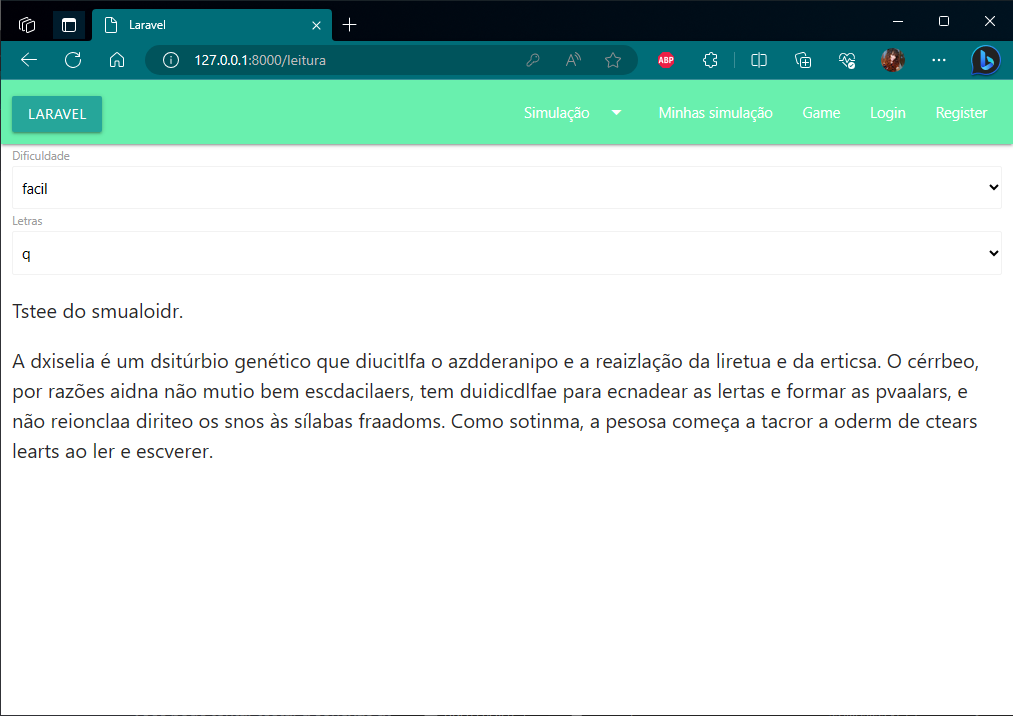 Laravel
127.0.0.1:8000/leitura
ABP
LARAVEL
Simulação
Minhas simulação
Game
Login
Register
Dificuldade
facil
Letras
q
Tstee do smualoidr.
A dxiselia é um dsitúrbio genético que diucitlfa o azdderanipo e a reaizlação da liretua e da erticsa. O cérrbeo,
por razões aidna não mutio bem escdacilaers, tem duidicdlfae para ecnadear as lertas e formar as pvaalars, e
não reionclaa diriteo os snos às sílabas fraadoms. Como sotinma, a pesosa começa a tacror a oderm de ctears
learts ao ler e escverer.